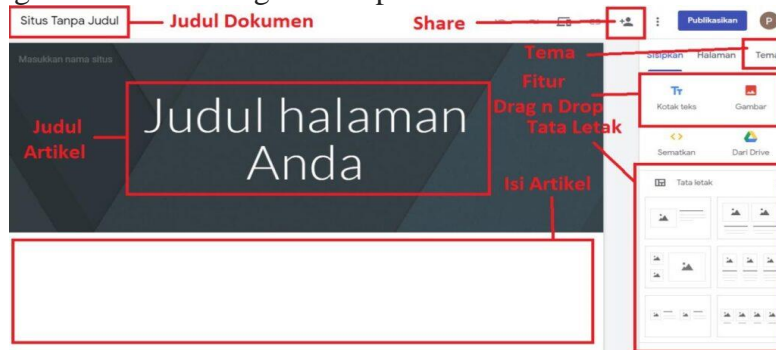 Situs Tanpa Judul
Judul Dokumen
Share
Publikasikan
P
Masukkan nama situs
Tema
Sisipkan Halaman Tema
Fitur
Drag n Drop
Kotak teks
Gambar
Judul halaman
Anda
Judul
Artikel
Tata Letak
Sematkan
Dari Drive
Isi Artikel
Tata letak